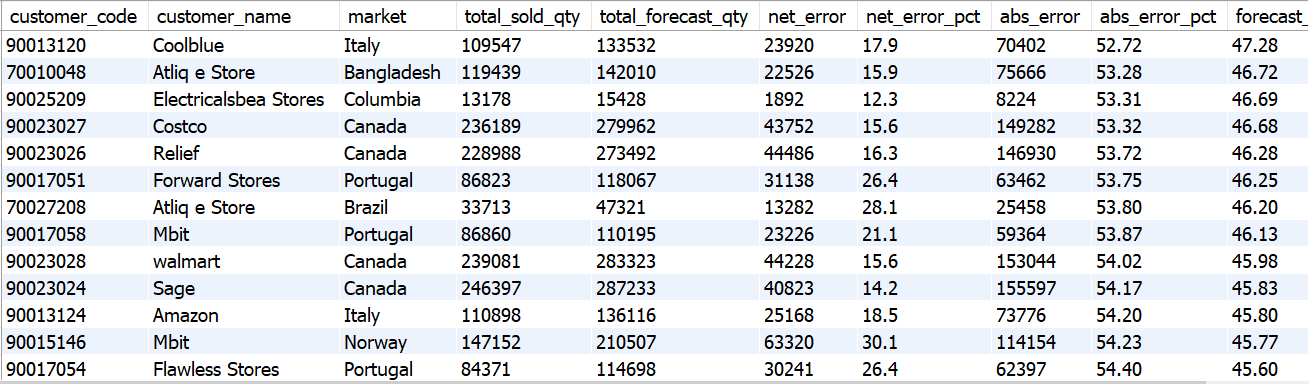 customer_code customer_name market total_sold_qty total_forecast_qty net_error net_error_pct abs_error abs_error_pct forecast_
90013120 Coolblue Italy 109547 133532 23920 17.9 70402 52.72 47.28
70010048 Atliq e Store Bangladesh 119439 142010 22526 15.9 75666 53.28 46.72
90025209 Electricalsbea Stores Columbia 13178 15428 1892 12.3 8224 53.31 46.69
90023027 Costco Canada 236189 279962 43752 15.6 149282 53.32 46.68
90023026 Relief Canada 228988 273492 44486 16.3 146930 53.72 46.28
90017051 Forward Stores Portugal 86823 118067 31138 26.4 63462 53.75 46.25
70027208 Atliq e Store Brazil 33713 47321 13282 28.1 25458 53.80 46.20
90017058 Mbit Portugal 86860 110195 23226 21.1 59364 53.87 46.13
90023028 walmart Canada 239081 283323 44228 15.6 153044 54.02 45.98
90023024 Sage Canada 246397 287233 40823 14.2 155597 54.17 45.83
90013124 Amazon Italy 110898 136116 25168 18.5 73776 54.20 45.80
90015146 Mbit Norway 147152 210507 63320 30.1 114154 54.23 45.77
90017054 Flawless Stores Portugal 84371 114698 30241 26.4 62397 54.40 45.60